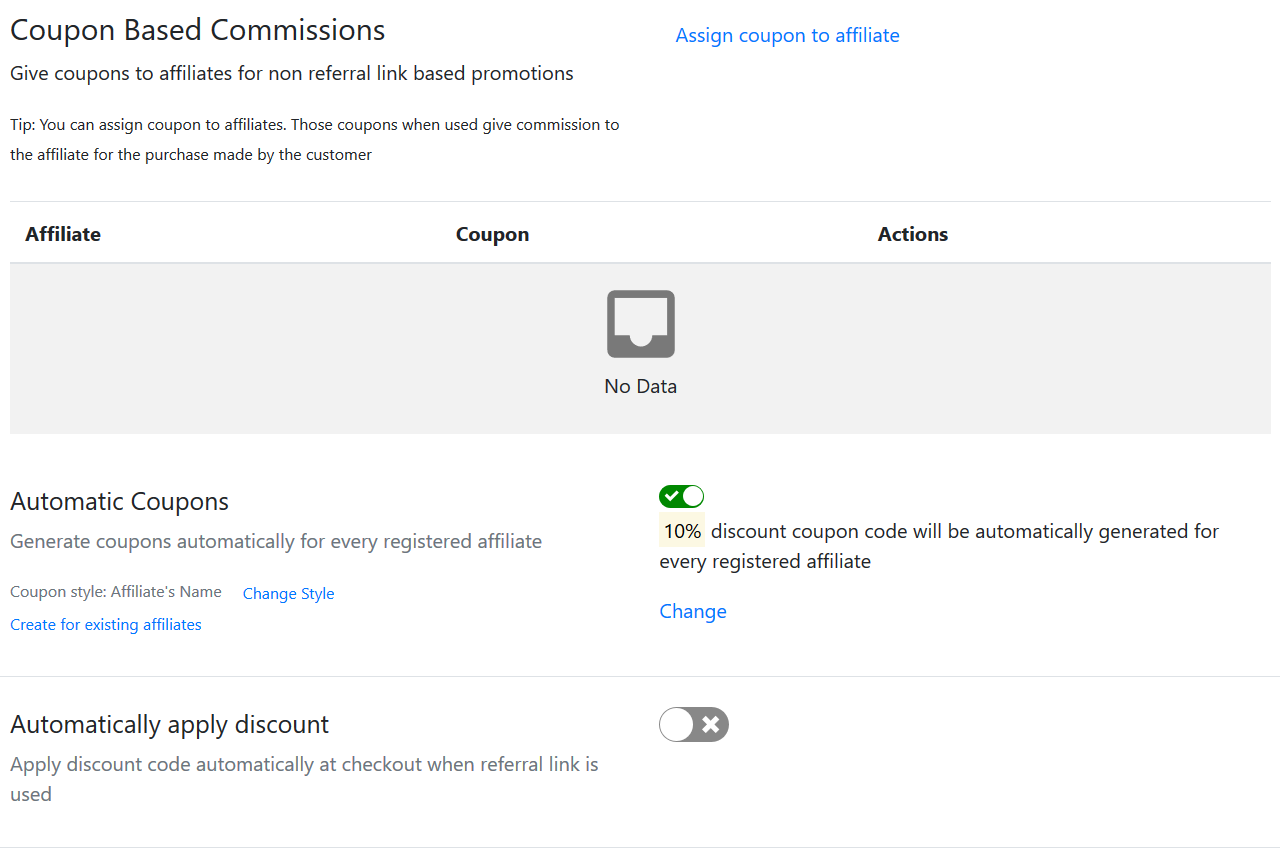 Coupon Based Commissions
Assign coupon to affiliate
Give coupons to affiliates for non referral link based promotions
Tip: You can assign coupon to affiliates. Those coupons when used give commission to
the affiliate for the purchase made by the customer
Affiliate Coupon Actions
No Data
Automatic Coupons
Generate coupons automatically for every registered affiliate
Coupon style: Affiliate's Name Change Style
Create for existing affiliates
10% discount coupon code will be automatically generated for
every registered affiliate
Change
Automatically apply discount
Apply discount code automatically at checkout when referral link is
used